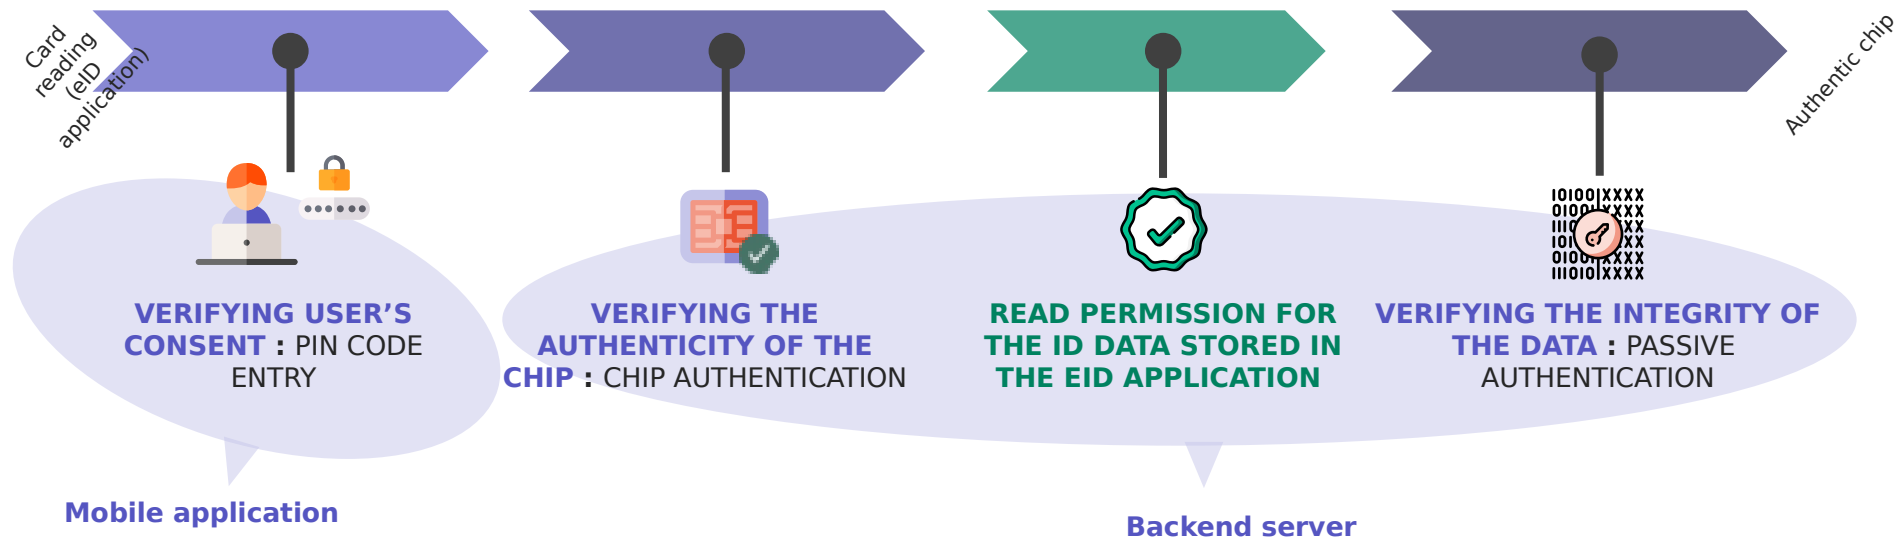 Card
reading
(eID
application)
Authentic chip
VERIFYING USER’S
CONSENT : PIN CODE
ENTRY
VERIFYING THE
AUTHENTICITY OF THE
CHIP : CHIP AUTHENTICATION
READ PERMISSION FOR
THE ID DATA STORED IN
THE EID APPLICATION
IOIOOIXXXX
VERIFYING THE INTEGRITY OF
THE DATA : PASSIVE
AUTHENTICATION
Mobile application
Backend server